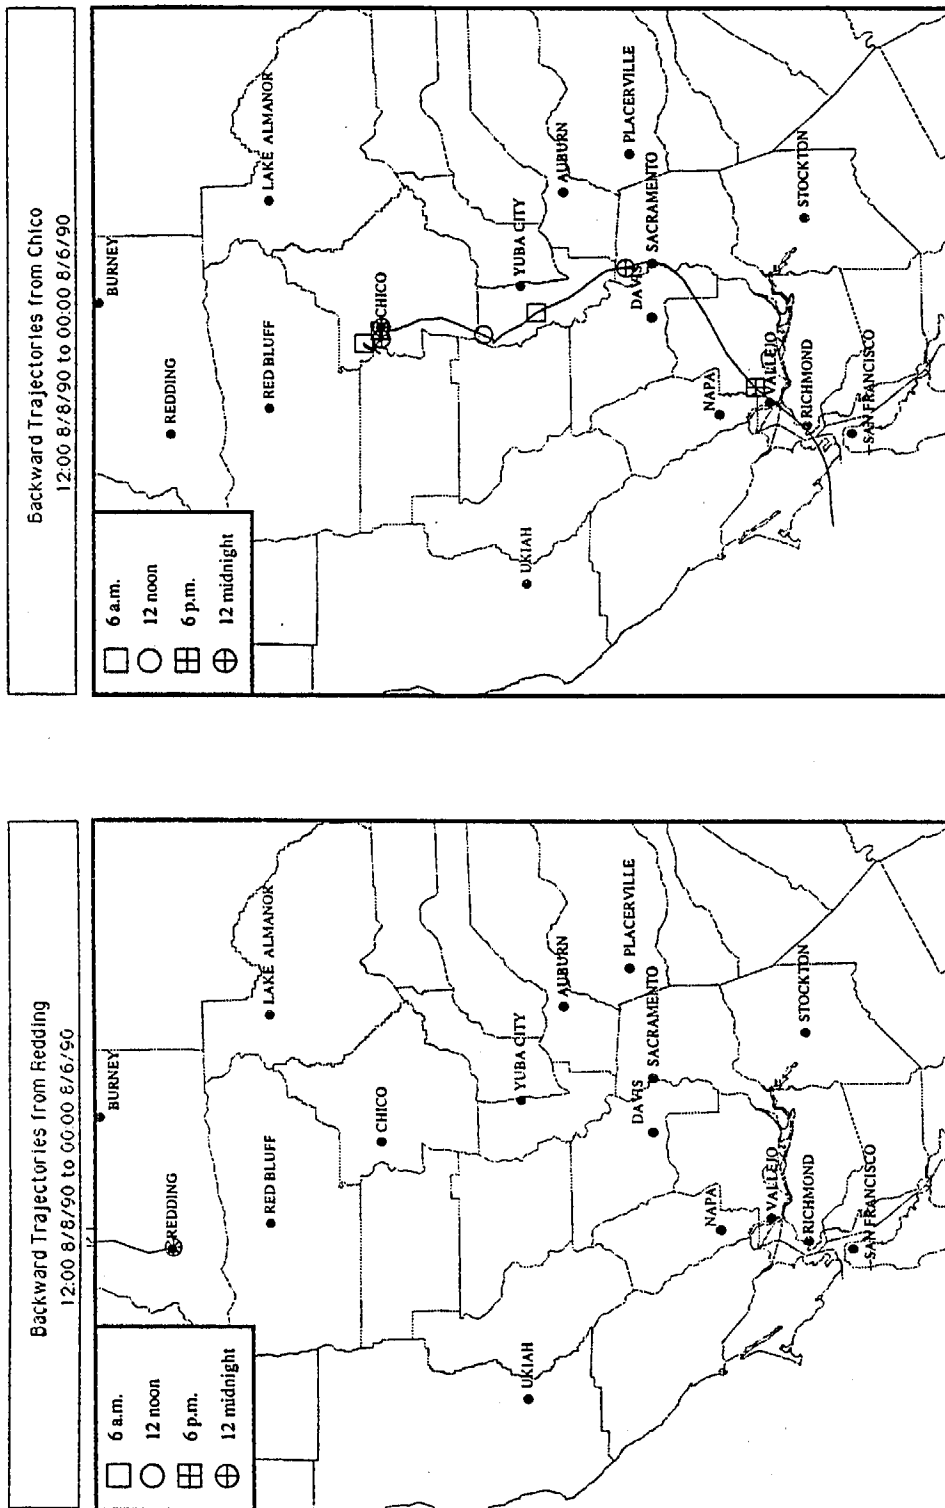 Backward Trajectories from Chico
12:00 8/8/90 to 00:00 8/6/90
6 a.m.
12 noon
6 p.m.
12 midnight
BURNEY
REDDING
LAKE ALMANOR
RED BLUFF
CHICO
YUBA CITY
AUBURN
UKIAH
PLACERVILLE
DAVIS
SACRAMENTO
NAPA
VALLEJO
STOCKTON
RICHMOND
SAN FRANCISCO
Backward Trajectories from Redding
12:00 8/8/90 to 00:00 8/6/90
6 a.m.
12 noon
6 p.m.
12 midnight
BURNEY
REDDING
LAKE ALMANOR
RED BLUFF
CHICO
YUBA CITY
AUBURN
UKIAH
PLACERVILLE
DAVIS
SACRAMENTO
NAPA
VALLEJO
STOCKTON
RICHMOND
SAN FRANCISCO